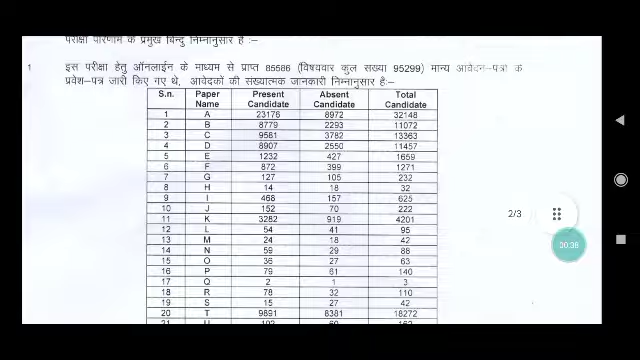 परीक्षा परिणाम के प्रमुख बिन्दु निम्नानुसार है :–
1 इस परीक्षा हेतु ऑनलाईन के माध्यम से प्राप्त 85586 (विषयवार कुल संख्या 95299) मान्य आवेदन–पत्रों के
प्रवेश–पत्र जारी किए गए थे, आवेदकों की संख्यात्मक जानकारी निम्नानुसार हैः–
S.n. Paper Name Present Candidate Absent Candidate Total Candidate
1 A 23176 8972 32148
2 B 8779 2293 11072
3 C 9581 3782 13363
4 D 8907 2550 11457
5 E 1232 427 1659
6 F 872 399 1271
7 G 127 105 232
8 H 14 18 32
9 I 468 157 625
10 J 152 70 222
11 K 3282 919 4201
12 L 54 41 95
13 M 24 18 42
14 N 59 29 88
15 O 36 27 63
16 P 79 61 140
17 Q 2 1 3
18 R 78 32 110
19 S 15 27 42
20 T 9891 8381 18272
2/3
00:38